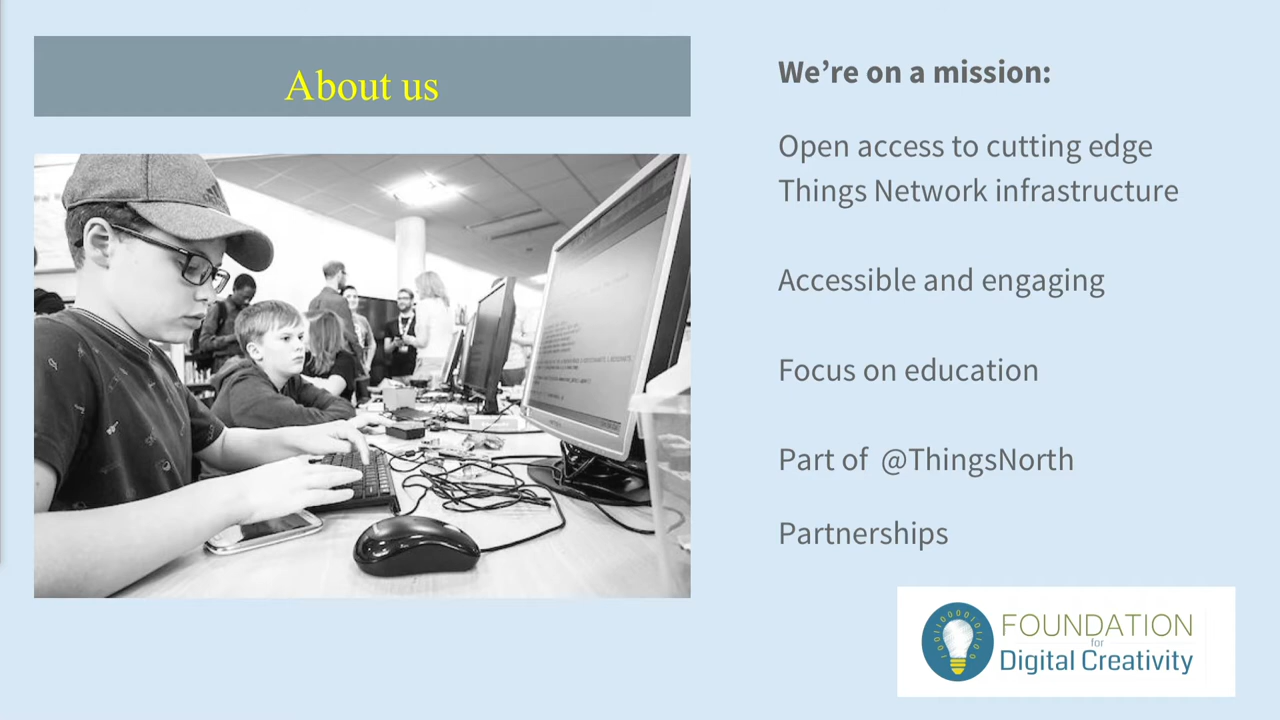 About us
We’re on a mission:
Open access to cutting edge
Things Network infrastructure
Accessible and engaging
Focus on education
Part of @ThingsNorth
Partnerships
FOUNDATION
for
Digital Creativity